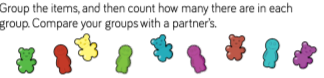 Group the items, and then count how many there are in each
group. Compare your groups with a partner's.